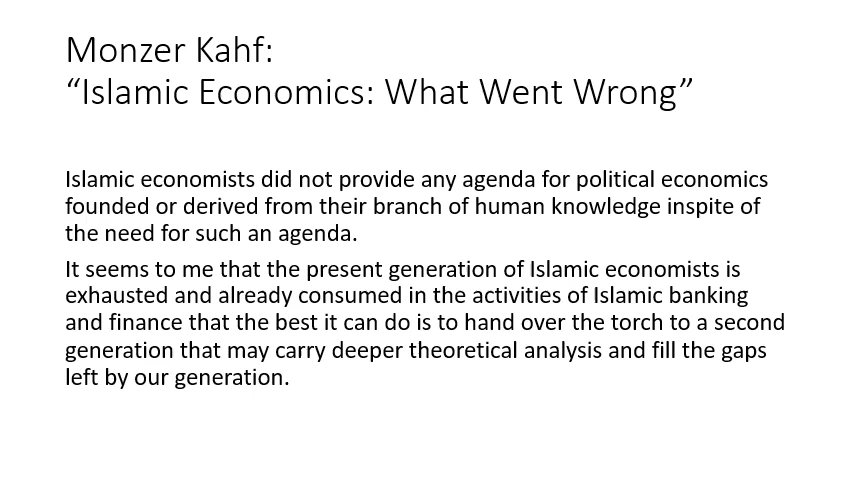 Monzer Kahf:
“Islamic Economics: What Went Wrong”
Islamic economists did not provide any agenda for political economics
founded or derived from their branch of human knowledge inspite of
the need for such an agenda.
It seems to me that the present generation of Islamic economists is
exhausted and already consumed in the activities of Islamic banking
and finance that the best it can do is to hand over the torch to a second
generation that may carry deeper theoretical analysis and fill the gaps
left by our generation.